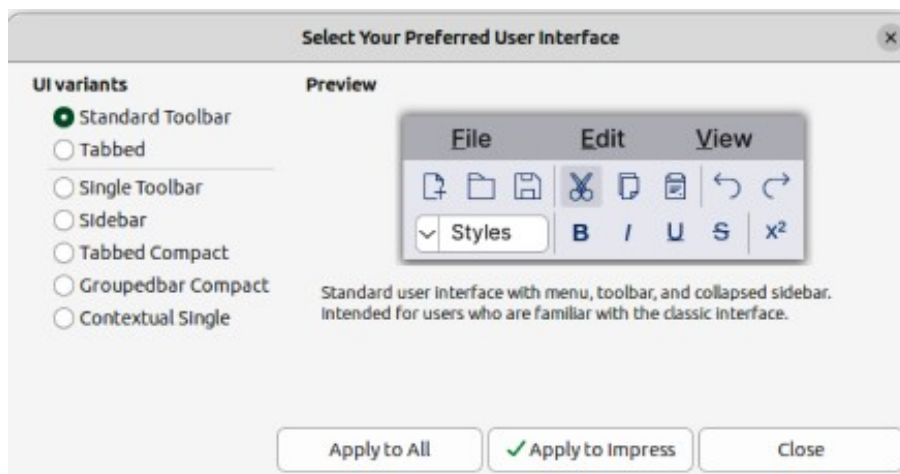 Select Your Preferred User Interface
UI variants
Standard Toolbar
Tabbed
Single Toolbar
Sidebar
Tabbed Compact
Groupedbar Compact
Contextual Single
Preview
File Edit View
Styles B I U S x²
Standard user interface with menu, toolbar, and collapsed sidebar.
Intended for users who are familiar with the classic interface.
Apply to All Apply to Impress Close